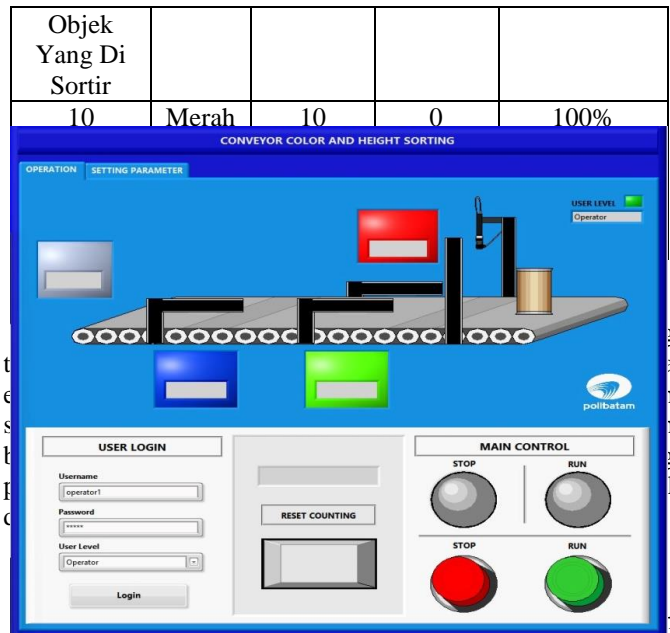 Objek
Yang Di
Sortir
10 Merah 10 0 100%
CONVEYOR COLOR AND HEIGHT SORTING
OPERATION SETTING PARAMETER
USER LEVEL
Operator
polibatam
USER LOGIN
Username
operator1
Password
*****
User Level
Operator
Login
RESET COUNTING
MAIN CONTROL
STOP RUN
STOP RUN